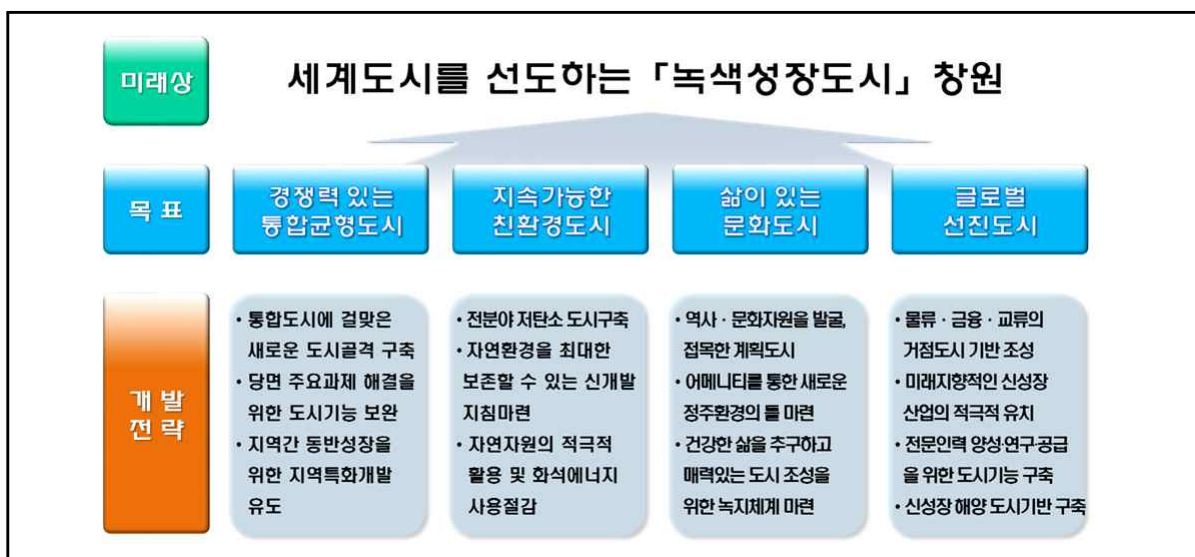 미래상
세계도시를 선도하는 「녹색성장도시」 창원
목 표
경쟁력 있는
통합균형도시
지속가능한
친환경도시
삶이 있는
문화도시
글로벌
선진도시
개 발
전 략
• 통합도시에 걸맞은
새로운 도시골격 구축
• 당면 주요과제 해결을
위한 도시기능 보완
• 지역간 동반성장을
위한 지역특화개발
유도
• 전분야 저탄소 도시구축
• 자연환경을 최대한
보존할 수 있는 신개발
지침마련
• 자연자원의 적극적
활용 및 화석에너지
사용절감
• 역사 · 문화자원을 발굴,
접목한 계획도시
• 어메니티를 통한 새로운
정주환경의 틀 마련
• 건강한 삶을 추구하고
매력있는 도시 조성을
위한 녹지체계 마련
• 물류 · 금융 · 교류의
거점도시 기반 조성
• 미래지향적인 신성장
산업의 적극적 유치
• 전문인력 양성·연구·공급
을 위한 도시기능 구축
• 신성장 해양 도시기반 구축